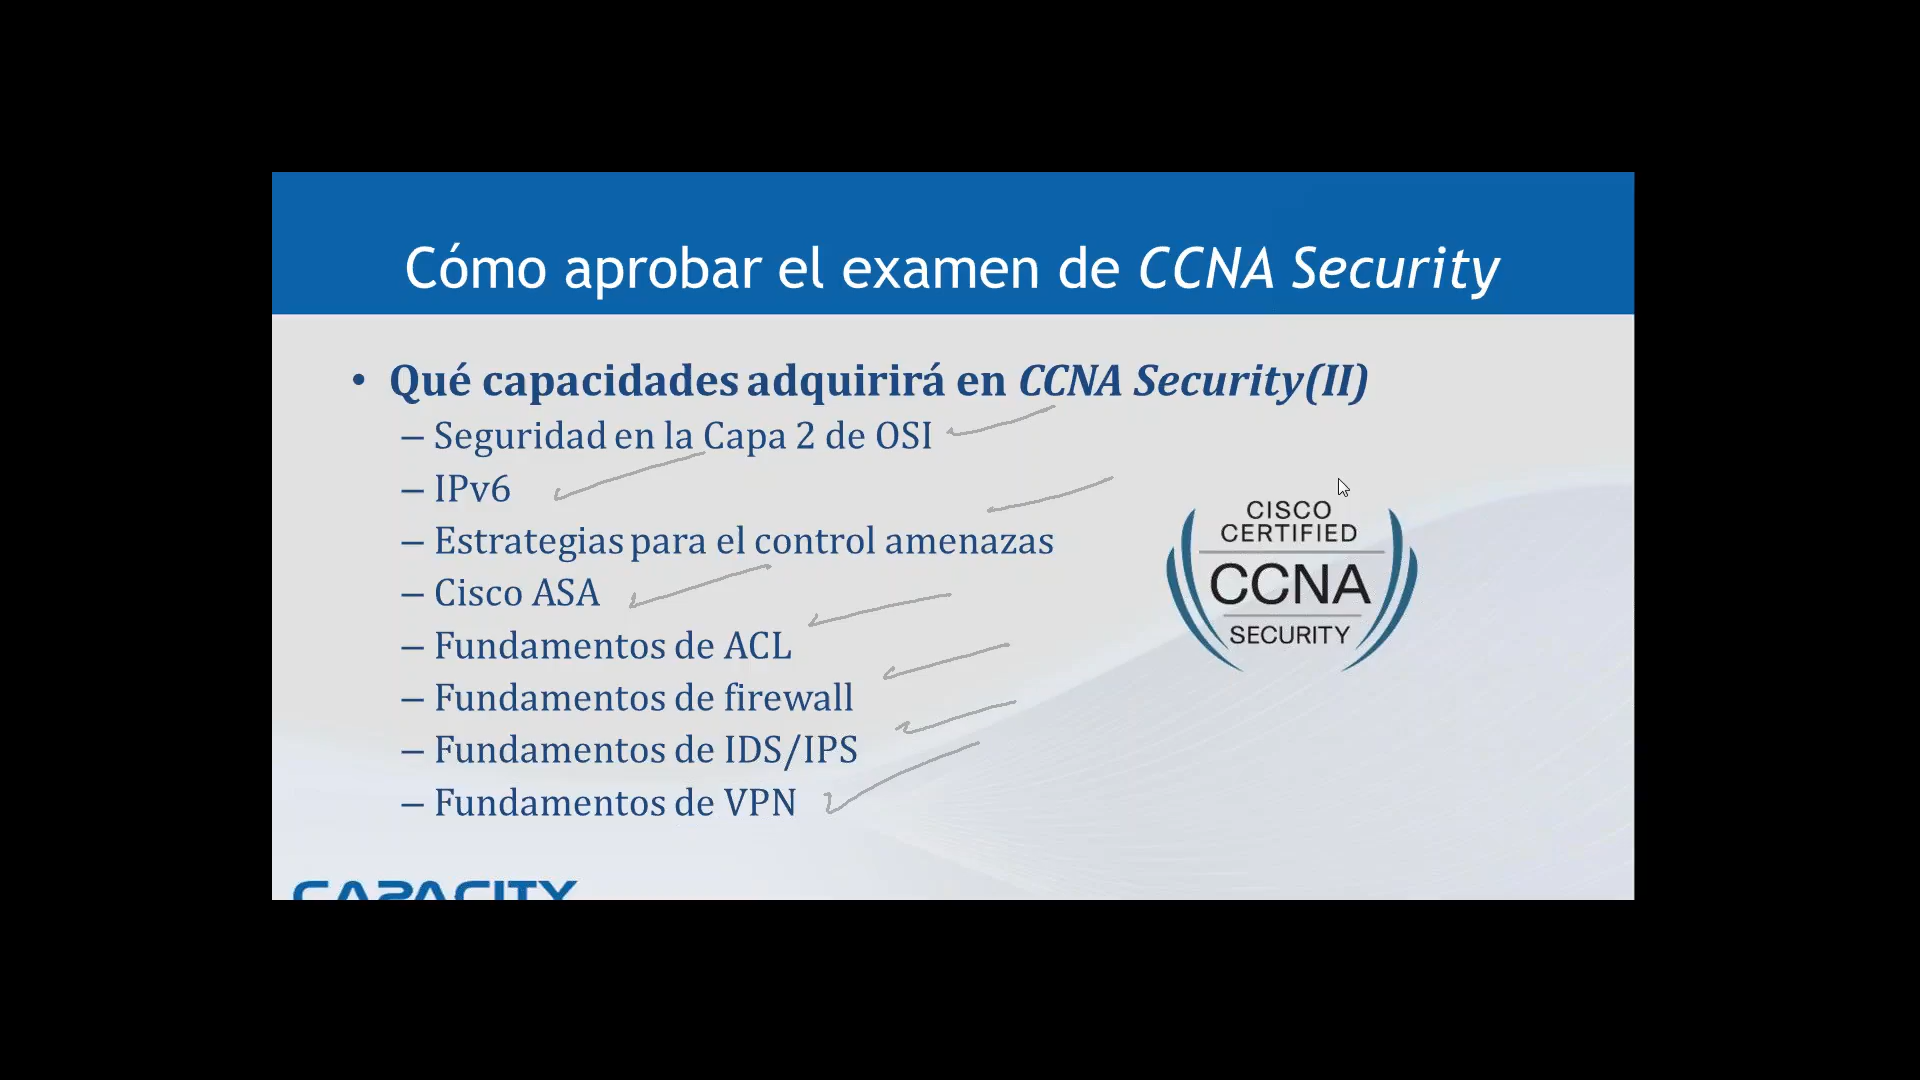 Cómo aprobar el examen de CCNA Security
• Qué capacidades adquirirá en CCNA Security(II)
– Seguridad en la Capa 2 de OSI
– IPv6
– Estrategias para el control amenazas
– Cisco ASA
– Fundamentos de ACL
– Fundamentos de firewall
– Fundamentos de IDS/IPS
– Fundamentos de VPN
CISCO
CERTIFIED
CCNA
SECURITY
CAPACITY